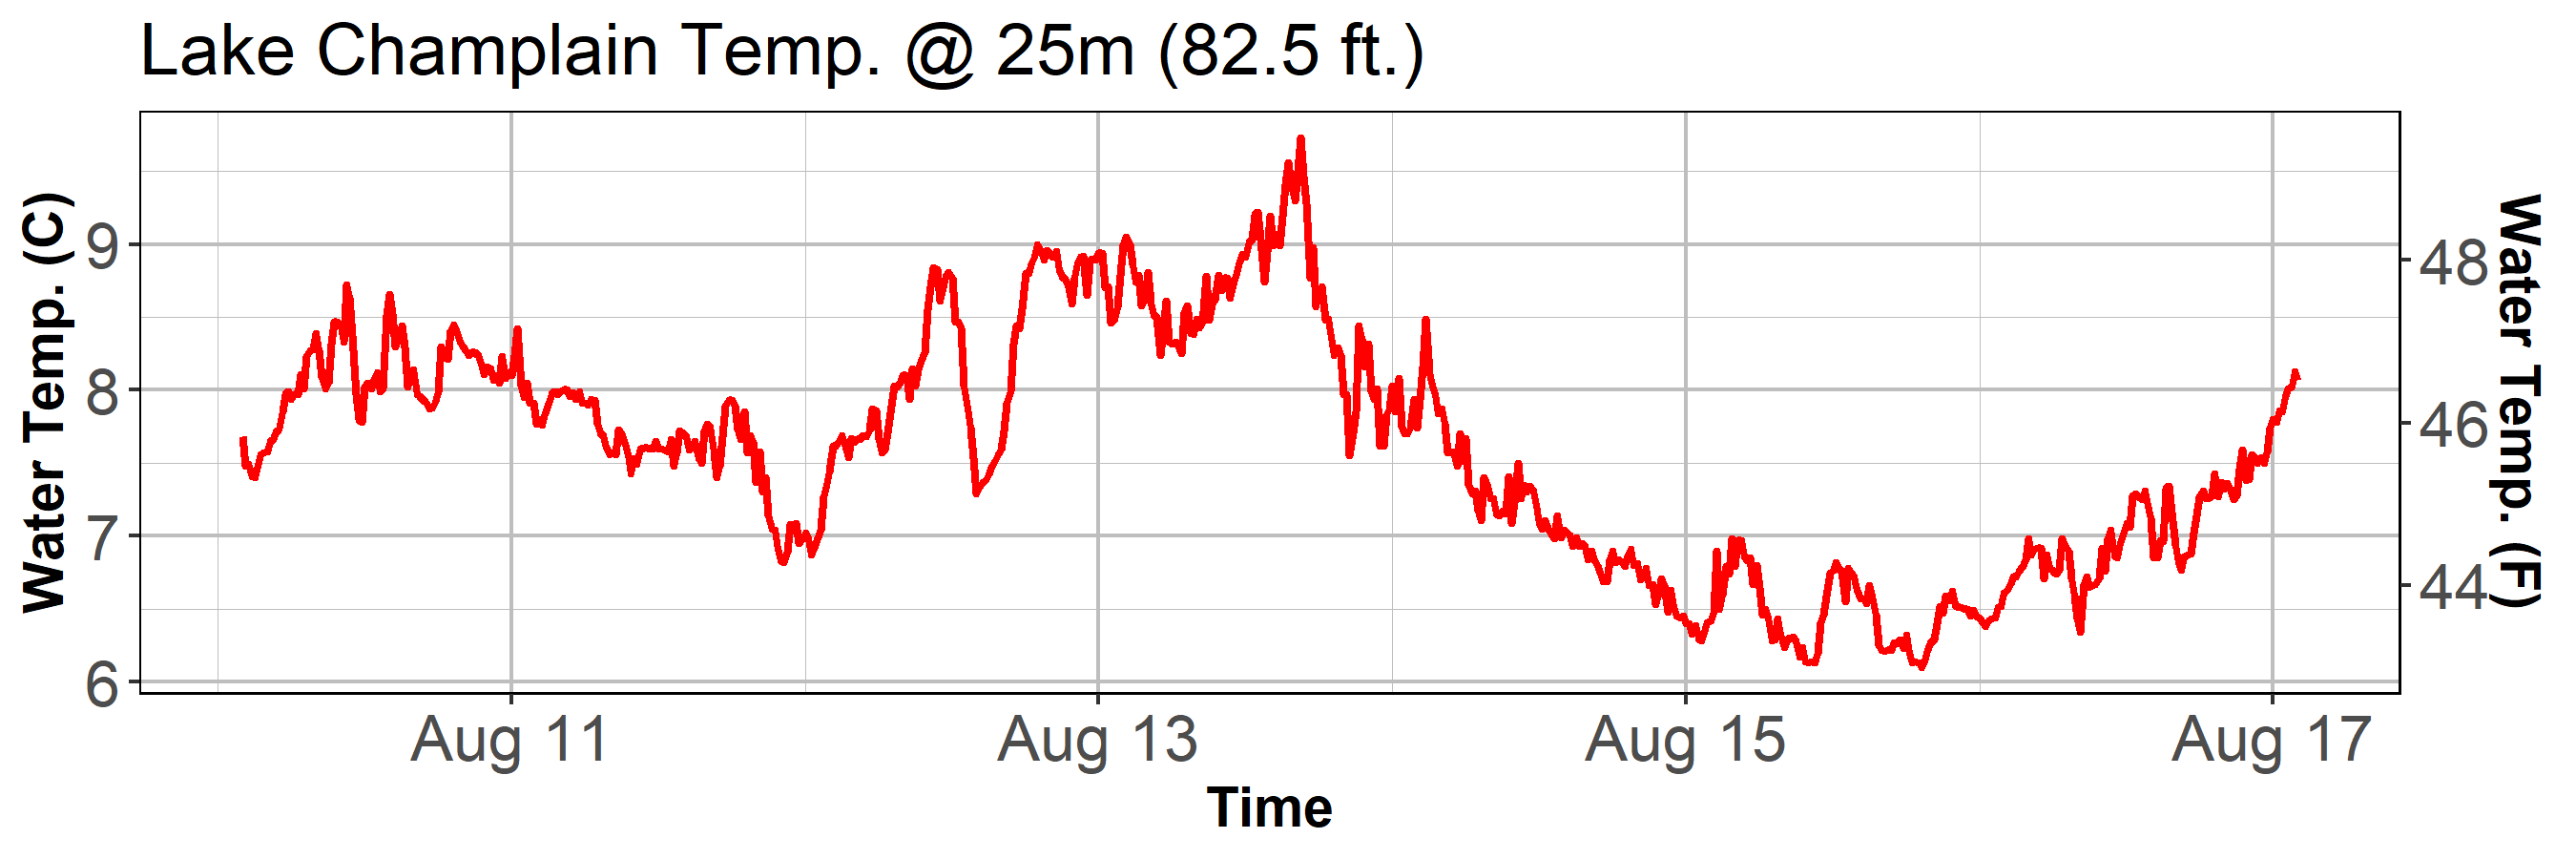 Lake Champlain Temp. @ 25m (82.5 ft.)
Water Temp. (C)
9
8
7
6
48
46
44
Water Temp. (F)
Aug 11
Aug 13
Aug 15
Aug 17
Time